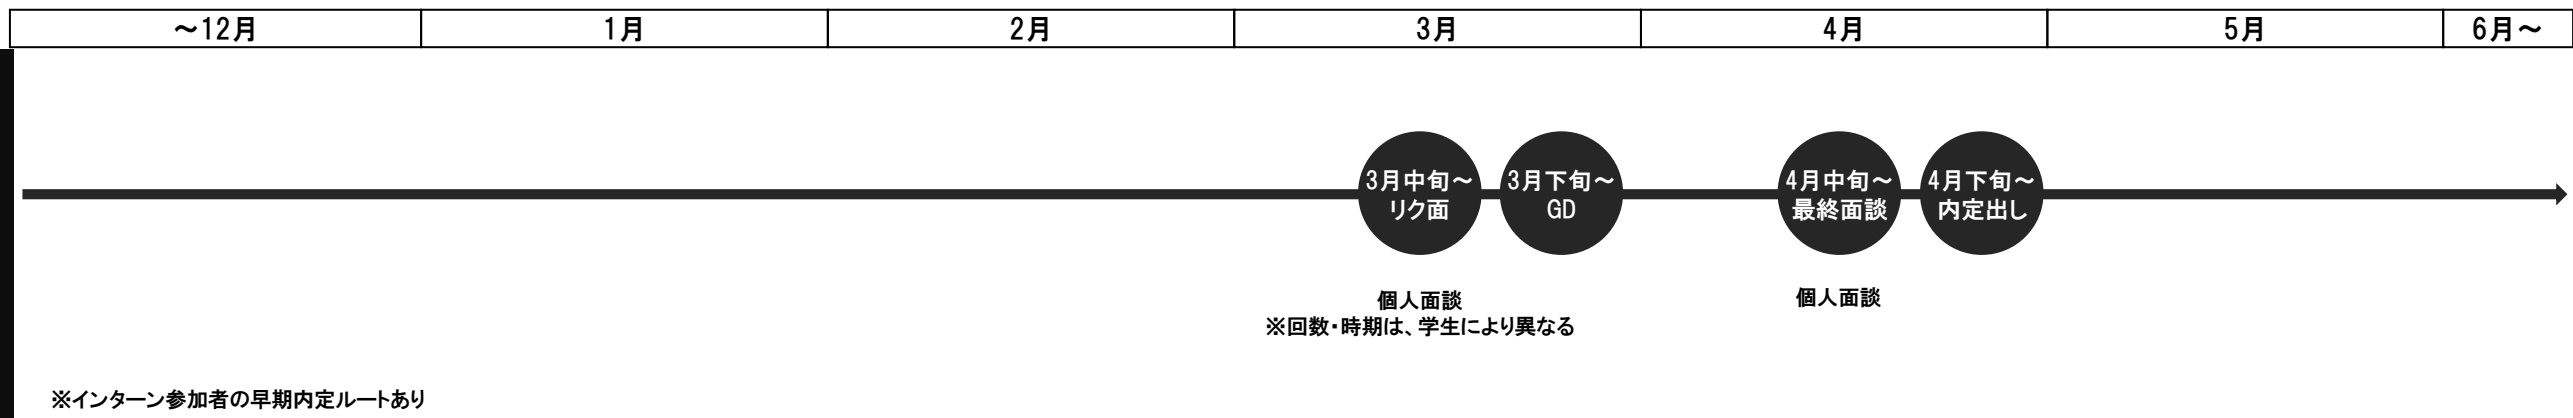 ～12月
1月
2月
3月
4月
5月
6月～
3月中旬～
リク面
3月下旬～
GD
4月中旬～
最終面談
4月下旬～
内定出し
個人面談
※回数・時期は、学生により異なる
個人面談
※インターン参加者の早期内定ルートあり